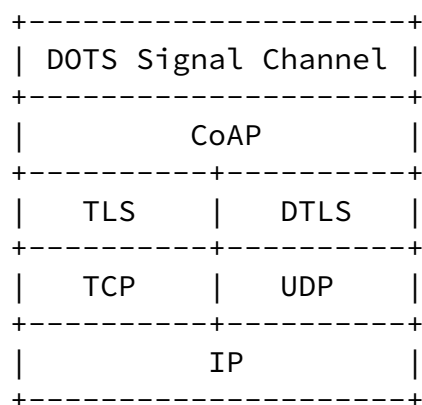 +---------------------+
| DOTS Signal Channel |
+---------------------+
|         CoAP        |
+----------+----------+
|   TLS    |   DTLS   |
+----------+----------+
|   TCP    |   UDP    |
+----------+----------+
|          IP         |
+---------------------+